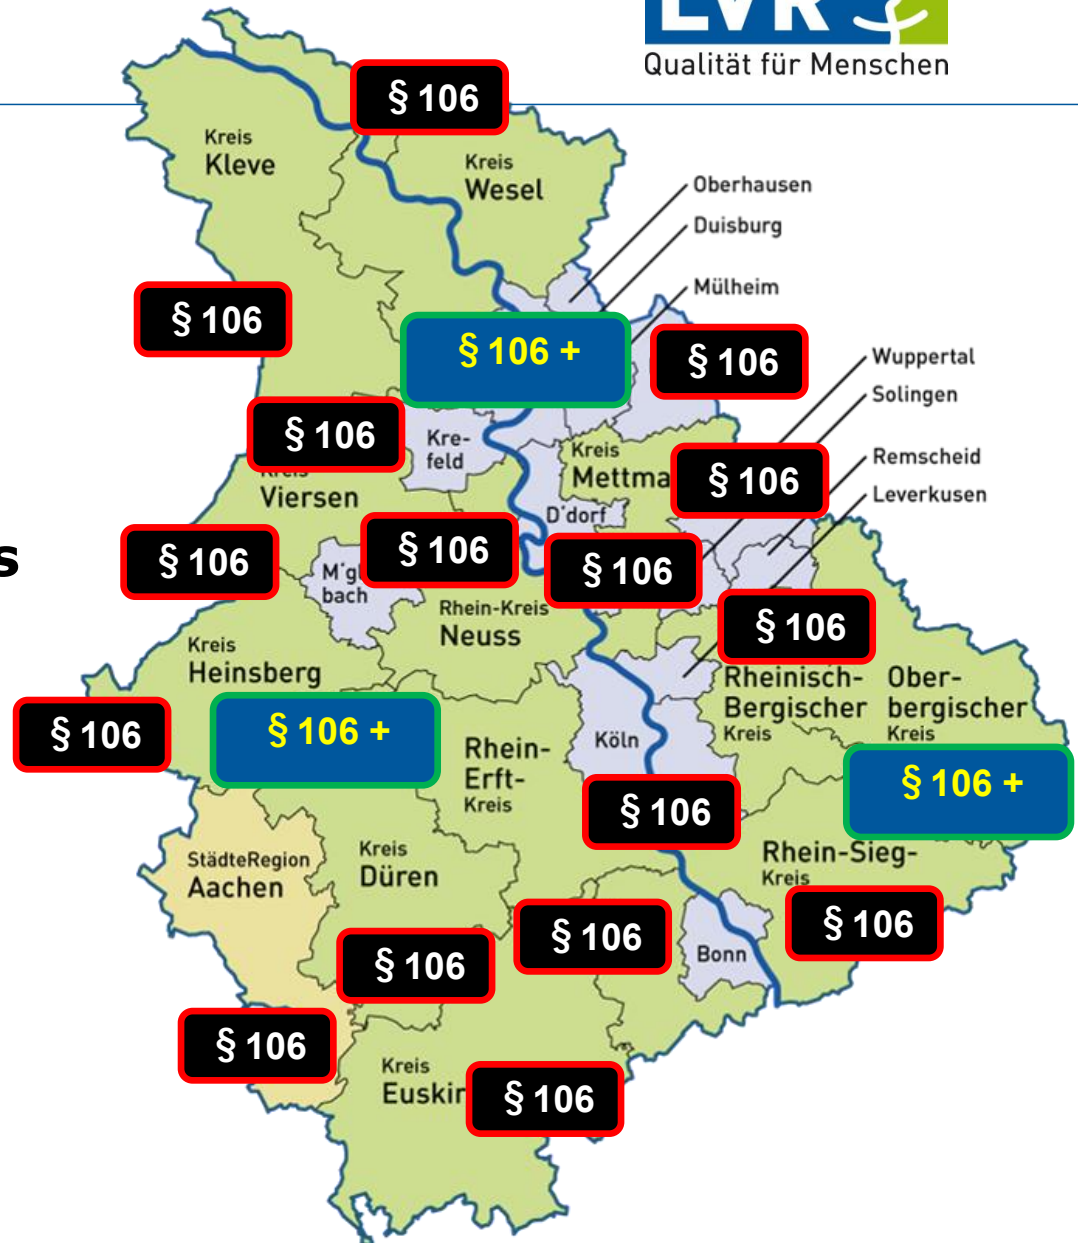 LVR
Qualität für Menschen
§ 106
Kreis
Kleve
Kreis
Wesel
Oberhausen
Duisburg
Mülheim
§ 106
§ 106 +
§ 106
Wuppertal
Solingen
§ 106
Kre-
feld
Kreis
Mettma
§ 106
Remscheid
Leverkusen
Kreis
Viersen
D'dorf
s
§ 106
§ 106
§ 106
M'gl
bach
Rhein-Kreis
Neuss
§ 106
Kreis
Heinsberg
Rheinisch-
Bergischer
Kreis
Ober-
bergischer
Kreis
§ 106
§ 106 +
Rhein-
Erft-
Kreis
Köln
§ 106 +
§ 106
StädteRegion
Aachen
Kreis
Düren
Rhein-Sieg-
Kreis
§ 106
§ 106
Bonn
§ 106
§ 106
Kreis
Euskir
§ 106